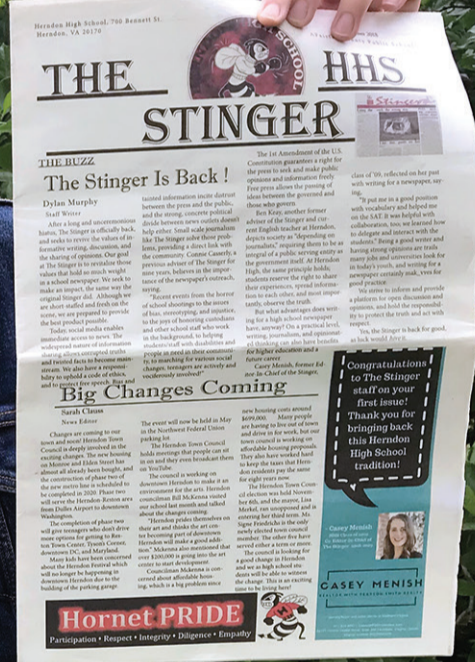 Herndon High School, 700 Bennett St.
Herndon, VA 20170
THE HHS
STINGER
THE BUZZ
The Stinger Is Back !
Dylan Murphy
Staff Writer
After a long and unceremonious
hiatus, The Stinger is officially back,
and seeks to revive the values of in-
formative writing, discussion, and
the sharing of opinions. Our goal
at The Stinger is to revitalize those
values that hold so much weight
in a school newspaper. We seek to
make an impact, the same way the
original Stinger did. Although we
are short staffed and fresh on the
scene, we are prepared to provide
the best product possible.
Today, social media enables
immediate access to news. The
widespread nature of information
sharing allows untruths
and twisted facts to become main-
stream. We also have a responsi-
bility to uphold a code of ethics,
and to protect free speech. Bias and
tainted information incite distrust
between the press and the public,
and the strong, concrete political
divide between news outlets doesn't
help either. Small scale journalism
like The Stinger solve those prob-
lems, providing a direct link with
the community. Connie Casserly, a
previous adviser of The Stinger for
nine years, believes in the impor-
tance of the newspaper's outreach,
saying,
"Recent events from the horror
of school shootings to the issues
of bias, stereotyping, and injustice,
to the joys of honoring custodians
and other school staff who work
in the background, to helping
students/staff with disabilities and
people in need in their communi-
ty, to marching for various social
changes, teenagers are actively and
vociferously involved!"
The 1st Amendment of the U.S.
Constitution guarantees a right for
the press to seek and make public
opinions and information freely.
Free press allows the passing of
ideas between the governed and
those who govern
Ben Kray, another former
adviser of the Stinger and cur-
rent English teacher at Herndon,
depicts society as "depending on
journalists," requiring them to be as
integral of a public serving entity as
the government itself. At Herndon
High, the same principle holds;
students reserve the right to share
their experiences, spread informa-
tion to each other, and most impor-
tantly, observe the truth.
But what advantages does writ-
ing for a high school newspaper
have, anyway? On a practical level,
writing, journalism, and opinionat-
ed thinking can also have benefits
for higher education and a
future career.
Casey Menish, former Ed-
itor-In-Chief of the Stinger,
class of '09, reflected on her past
with writing for a newspaper, say-
ing,
"It put me in a good position
with vocabulary and helped me
on the SAT. It was helpful with
collaboration, too; we learned how
to delegate and interact with the
students." Being a good writer and
having strong opinions are traits
many jobs and universities look for
in today's youth, and writing for a
newspaper certainly gives for
good practice.
We strive to inform and provide
a platform for open discussion and
opinions, and hold the responsibil-
ity to protect the truth and act with
respect.
Yes, the Stinger is back for good,
as luck would have it.
Big Changes Coming
Sarah Clauss
News Editor
Changes are coming to our
town and soon! Herndon Town
Council is deeply involved in the
exciting changes. The new housing
on Monroe and Elden Street has
almost all already been bought, and
the construction of phase two of
the new metro line is scheduled to
be completed in 2020. Phase two
will serve the Herndon-Reston area
from Dulles Airport to downtown
Washington.
The completion of phase two
will give teenagers who don't drive
more options for getting to Res-
ton Town Center, Tysons Corner,
downtown DC, and Maryland.
Many kids have been concerned
about the Herndon Festival which
will no longer be happening in
downtown Herndon due to the
building of the parking garage.
The event will now be held in May
in the Northwest Federal Union
parking lot.
The Herndon Town Council
holds meetings that people can sit
in on and they even broadcast them
on YouTube.
The council is working on
downtown Herndon to make it an
environment for the arts. Herndon
councilman Bill McKenna visited
our school last month and talked
about the changes coming.
"Herndon prides themselves on
their art and thinks the art cen-
ter becoming part of downtown
Herndon will make a good addi-
tion." Mckenna also mentioned that
over $300,000 is going into the art
center to start development.
Councilman Mckenna is con-
cerned about affordable hous-
ing, which is a big problem since
new housing costs around
$699,000. Many people
are having to live out of town
and drive in for work, but our
town council is working on
affordable housing proposals
They also have worked hard
to keep the taxes that Hern-
don residents pay the same
for eight years now.
The Herndon Town Coun-
cil election was held Novem-
ber 6th, and the mayor, Lisa
Merkel, ran unopposed and is
entering her third term.
Signe Friedrichs is the only
newly elected town council
member. The other five have
served either a term or more.
The council is looking for
a good change in Herndon
and we as high school stu-
dents will be able to witness
the change. This is an exciting
time to be living here!
Congratulations
to The Stinger
staff on your
first issue!
Thank you for
bringing back
this Herndon
High School
tradition!
- Casey Menish
CASEY MENISH
Hornet PRIDE
Participation • Respect • Integrity • Diligence • Empathy